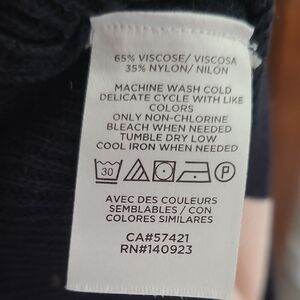 65% VISCOSE/ VISCOSA
35% NYLON/ NILON
MACHINE WASH COLD
DELICATE CYCLE WITH LIKE
COLORS
ONLY NON-CHLORINE
BLEACH WHEN NEEDED
TUMBLE DRY LOW
COOL IRON WHEN NEEDED
30 P
AVEC DES COULEURS
SEMBLABLES / CON
COLORES SIMILARES
CA#57421
RN#140923